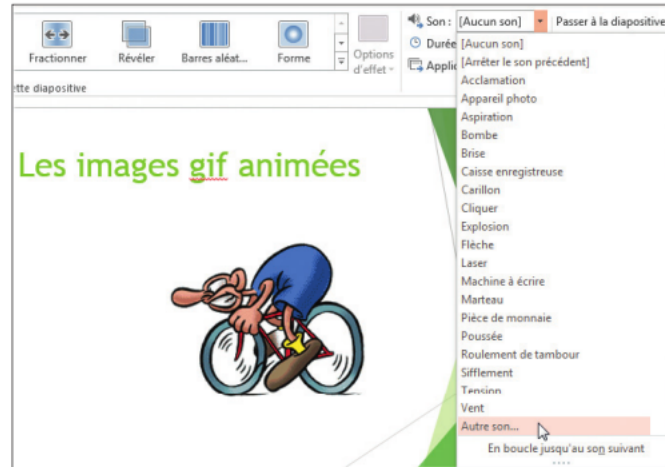 Fractionner
Révéler
Barres aléat...
Forme
Options
d'effet
Son :
[Aucun son]
Passer à la diapositive
Durée
Applic
tte diapositive
Les images gif animées
[Aucun son]
[Arrêter le son précédent]
Acclamation
Appareil photo
Aspiration
Bombe
Brise
Caisse enregistreuse
Carillon
Cliquer
Explosion
Flèche
Laser
Machine à écrire
Marteau
Pièce de monnaie
Poussée
Roulement de tambour
Sifflement
Tension
Vent
Autre son...
En boucle jusqu'au son suivant